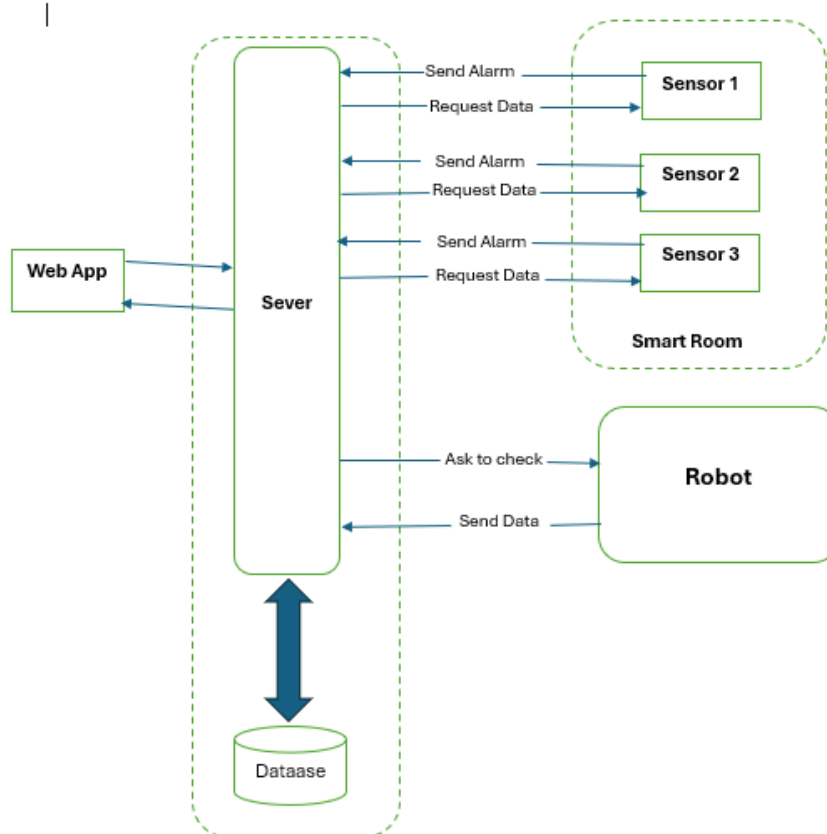 Send Alarm
Sensor 1
Request Data
Send Alarm
Sensor 2
Request Data
Send Alarm
Sensor 3
Web App
Request Data
Sever
Smart Room
Ask to check
Robot
Send Data
Dataase